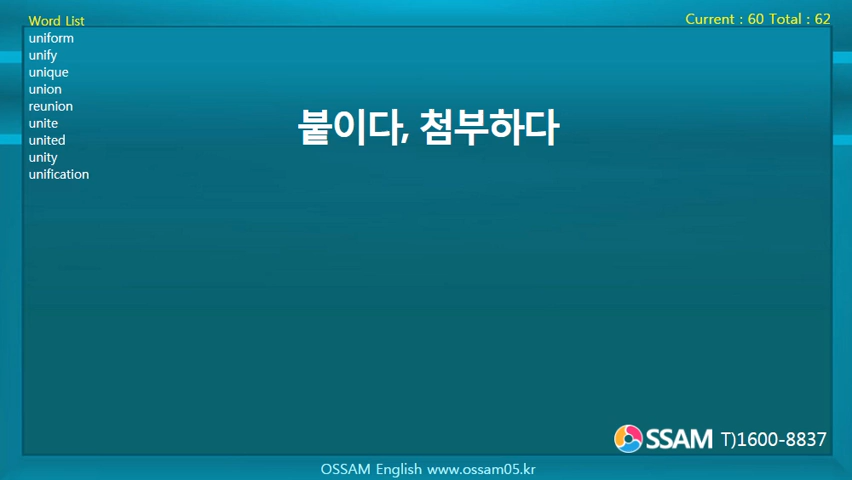 Word List
Current : 60 Total : 62
uniform
unify
unique
union
reunion
unite
united
unity
unification
붙이다, 첨부하다
OSSAM T)1600-8837
OSSAM English www.ossam05.kr